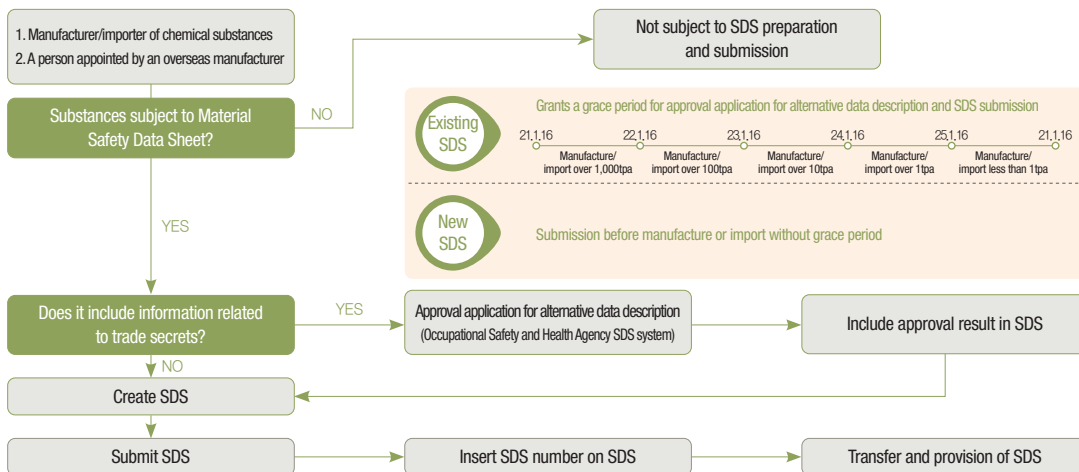 1. Manufacturer/importer of chemical substances
2. A person appointed by an overseas manufacturer
Not subject to SDS preparation
and submission
Substances subject to Material
Safety Data Sheet?
NO
Existing
SDS
Grants a grace period for approval application for alternative data description and SDS submission
21.1.16
22.1.16
23.1.16
24.1.16
25.1.16
21.1.16
Manufacture/
import over 1,000tpa
Manufacture/
import over 100tpa
Manufacture/
import over 10tpa
Manufacture/
import over 1tpa
Manufacture/
import less than 1tpa
YES
New
SDS
Submission before manufacture or import without grace period
Does it include information related
to trade secrets?
YES
Approval application for alternative data description
(Occupational Safety and Health Agency SDS system)
Include approval result in SDS
NO
Create SDS
Submit SDS
Insert SDS number on SDS
Transfer and provision of SDS